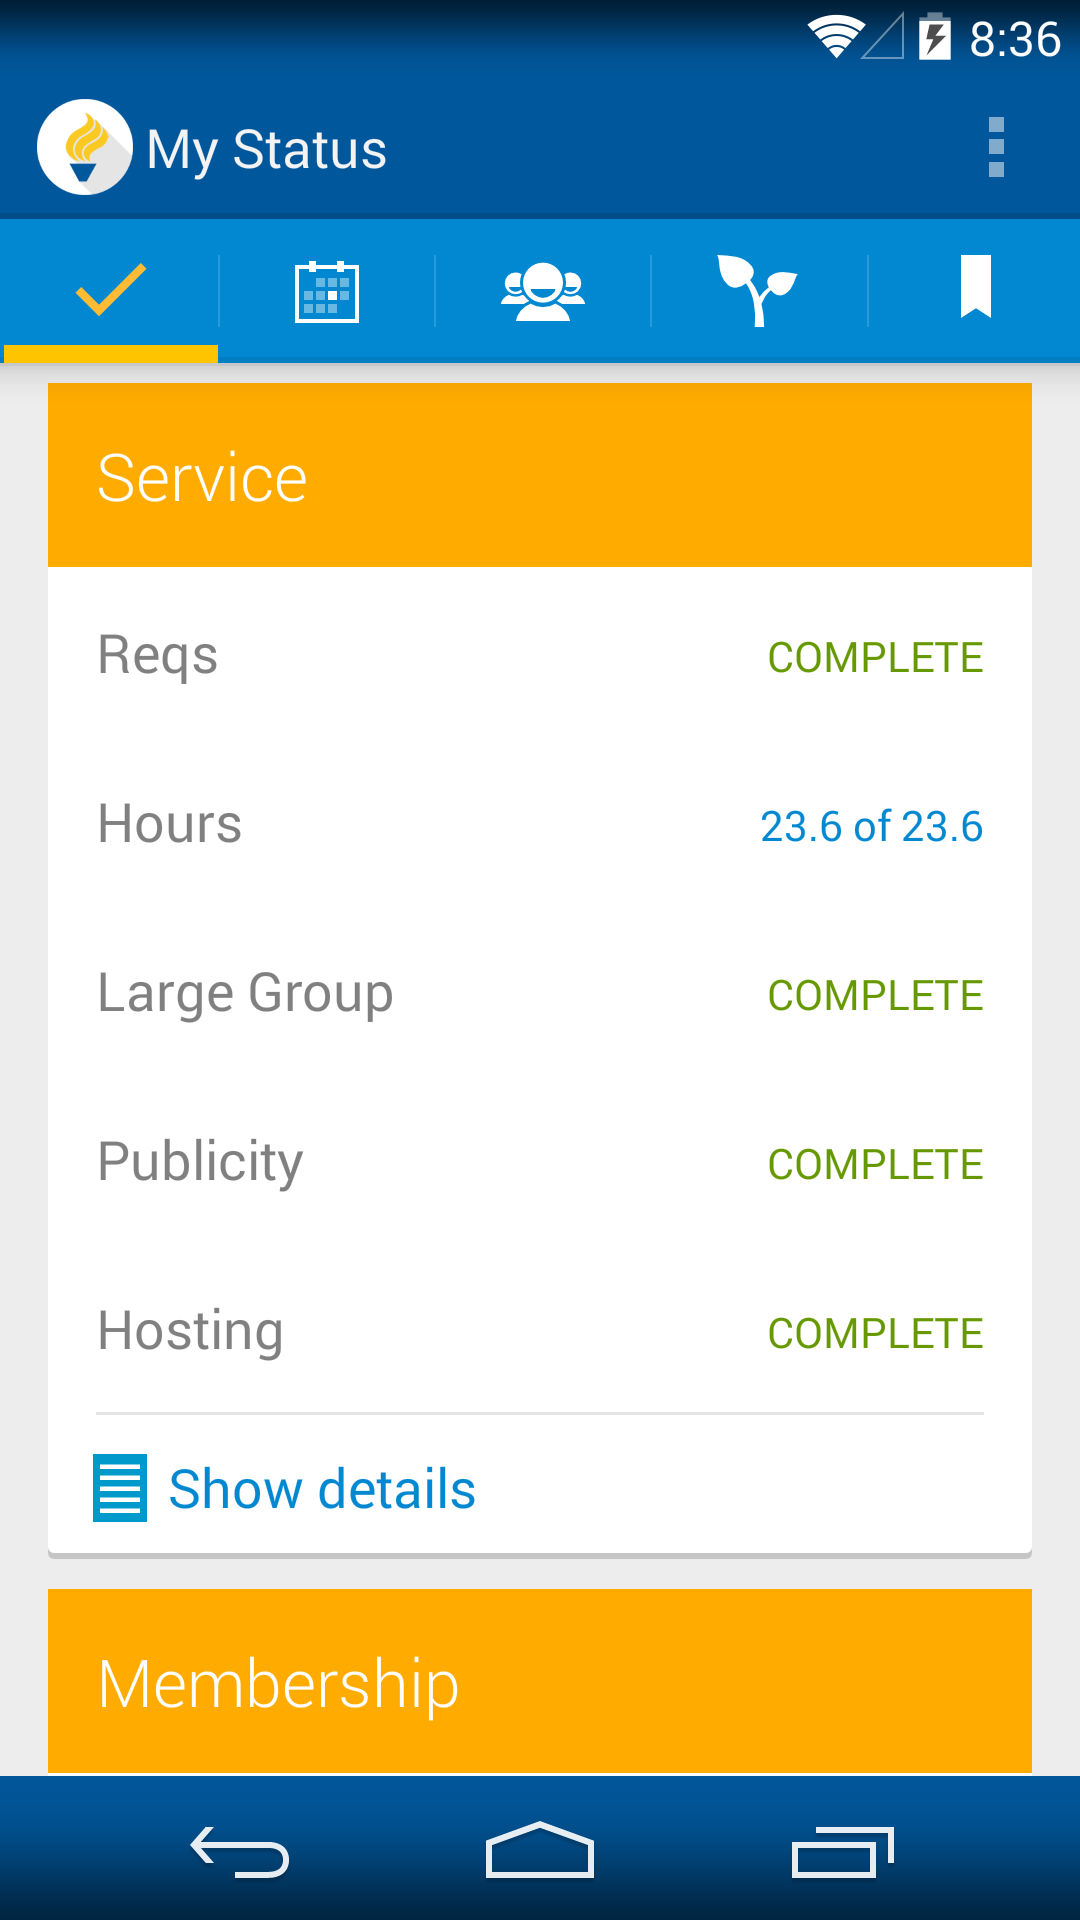 8:36
My Status
Service
Reqs COMPLETE
Hours 23.6 of 23.6
Large Group COMPLETE
Publicity COMPLETE
Hosting COMPLETE
Show details
Membership